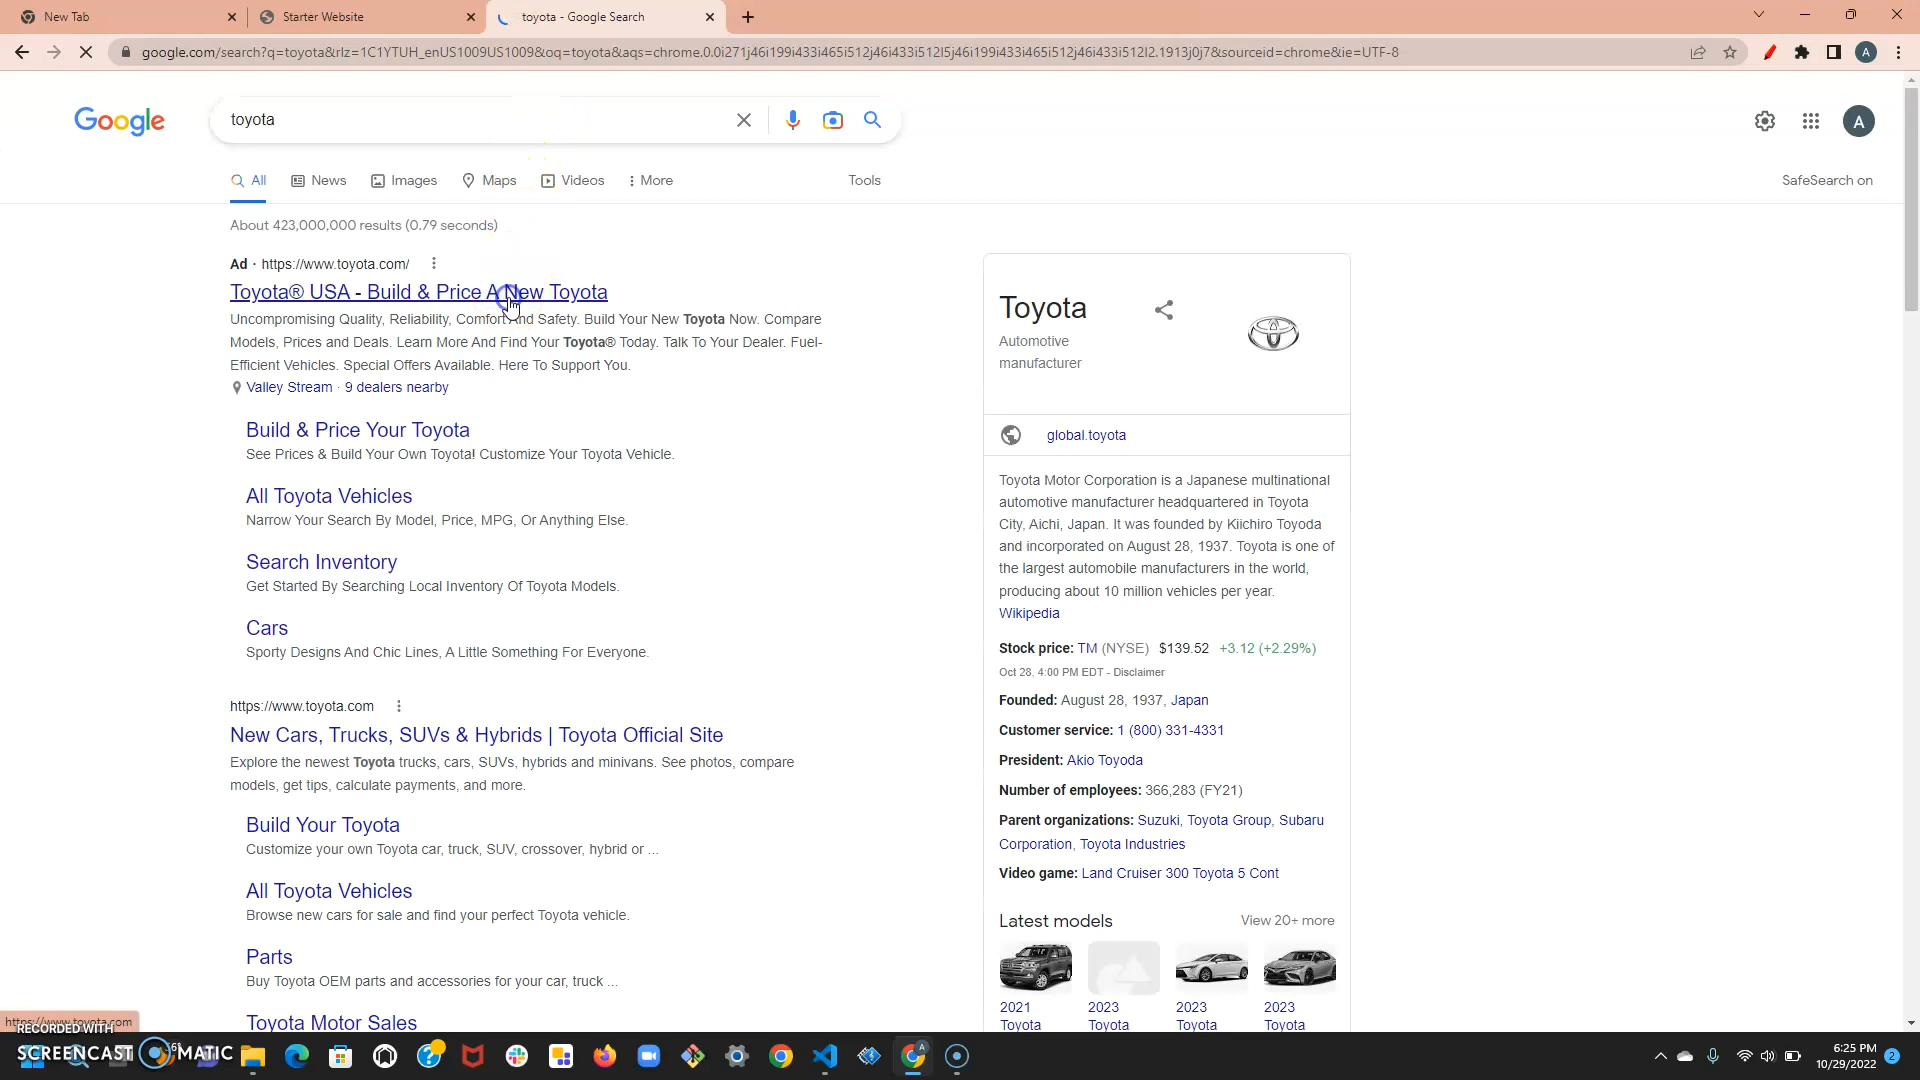 New Tab
Starter Website
toyota - Google Search
google.com/search?q=toyota&rlz=1C1YTUH_enUS1009US1009&oq=toyota&aqs=chrome.0.0i271j46i199i433i465i512j46i433i512l5j46i199i433i465i512j46i433i512l2.1913j0j7&sourceid=chrome&ie=UTF-8
A
Google
toyota
A
All
News
Images
Maps
Videos
More
Tools
SafeSearch on
About 423,000,000 results (0.79 seconds)
Ad · https://www.toyota.com/
Toyota® USA - Build & Price A New Toyota
Uncompromising Quality, Reliability, Comfort And Safety. Build Your New Toyota Now. Compare
Models, Prices and Deals. Learn More And Find Your Toyota® Today. Talk To Your Dealer. Fuel-
Efficient Vehicles. Special Offers Available. Here To Support You.
Valley Stream · 9 dealers nearby
Build & Price Your Toyota
See Prices & Build Your Own Toyota! Customize Your Toyota Vehicle.
All Toyota Vehicles
Narrow Your Search By Model, Price, MPG, Or Anything Else.
Search Inventory
Get Started By Searching Local Inventory Of Toyota Models.
Cars
Sporty Designs And Chic Lines, A Little Something For Everyone.
https://www.toyota.com
New Cars, Trucks, SUVs & Hybrids | Toyota Official Site
Explore the newest Toyota trucks, cars, SUVs, hybrids and minivans. See photos, compare
models, get tips, calculate payments, and more.
Build Your Toyota
Customize your own Toyota car, truck, SUV, crossover, hybrid or ...
All Toyota Vehicles
Browse new cars for sale and find your perfect Toyota vehicle.
Parts
Buy Toyota OEM parts and accessories for your car, truck ...
Toyota Motor Sales
Toyota
Automotive
manufacturer
global.toyota
Toyota Motor Corporation is a Japanese multinational
automotive manufacturer headquartered in Toyota
City, Aichi, Japan. It was founded by Kiichiro Toyoda
and incorporated on August 28, 1937. Toyota is one of
the largest automobile manufacturers in the world,
producing about 10 million vehicles per year.
Wikipedia
Stock price: TM (NYSE) $139.52 +3.12 (+2.29%)
Oct 28, 4:00 PM EDT - Disclaimer
Founded: August 28, 1937, Japan
Customer service: 1 (800) 331-4331
President: Akio Toyoda
Number of employees: 366,283 (FY21)
Parent organizations: Suzuki, Toyota Group, Subaru
Corporation, Toyota Industries
Video game: Land Cruiser 300 Toyota 5 Cont
Latest models
View 20+ more
2021
Toyota
2023
Toyota
2023
Toyota
2023
Toyota
https://www.toyota.com
RECORDED WITH
SCREENCAST MATIC
6:25 PM
10/29/2022
2